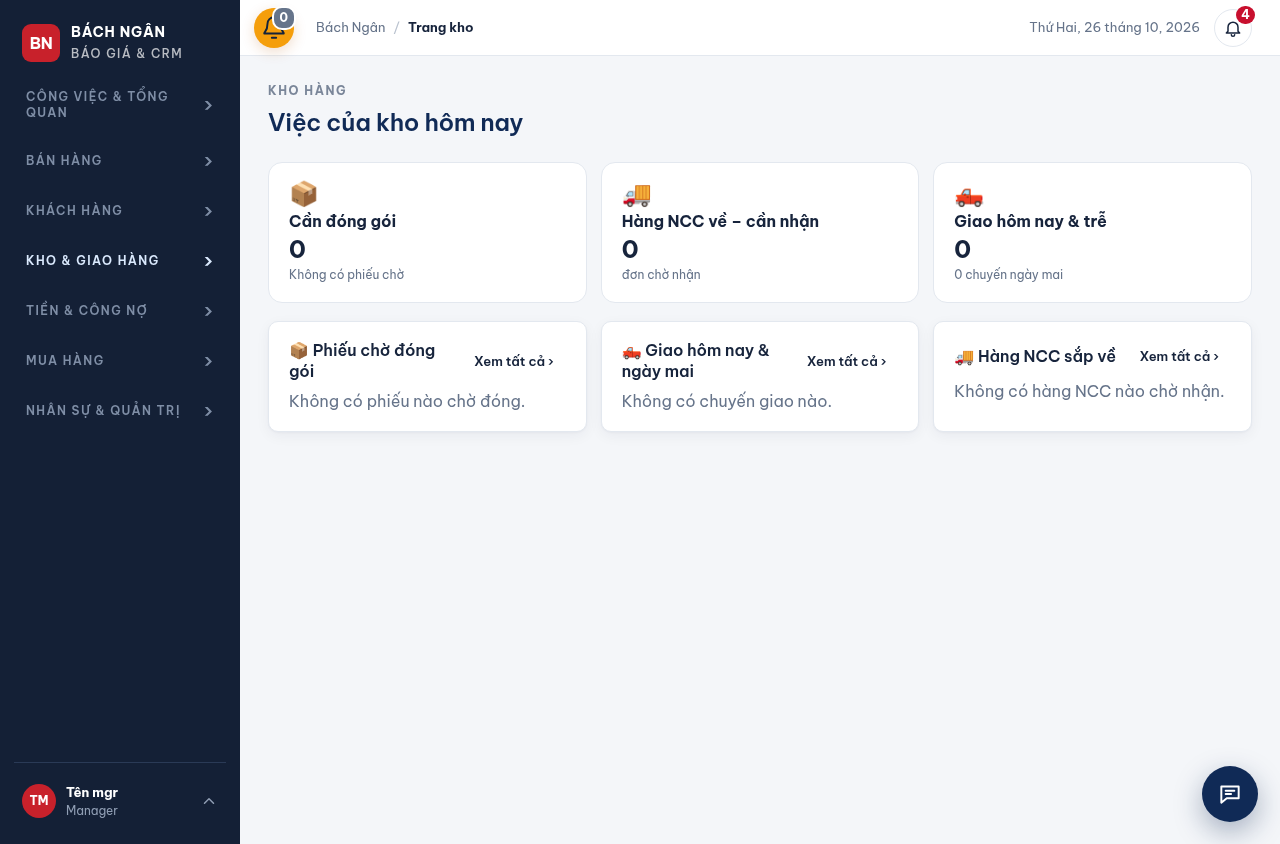 BN
BÁCH NGÂN
BÁO GIÁ & CRM
CÔNG VIỆC & TỔNG
QUAN
BÁN HÀNG
KHÁCH HÀNG
KHO & GIAO HÀNG
TIỀN & CÔNG NỢ
MUA HÀNG
NHÂN SỰ & QUẢN TRỊ
TM
Tên mgr
Manager
0
Bách Ngân / Trang kho
Thứ Hai, 26 tháng 10, 2026
4
KHO HÀNG
Việc của kho hôm nay
Cần đóng gói
0
Không có phiếu chờ
Hàng NCC về – cần nhận
0
đơn chờ nhận
Giao hôm nay & trễ
0
0 chuyến ngày mai
Phiếu chờ đóng
gói
Xem tất cả ›
Không có phiếu nào chờ đóng.
Giao hôm nay &
ngày mai
Xem tất cả ›
Không có chuyến giao nào.
Hàng NCC sắp về
Xem tất cả ›
Không có hàng NCC nào chờ nhận.